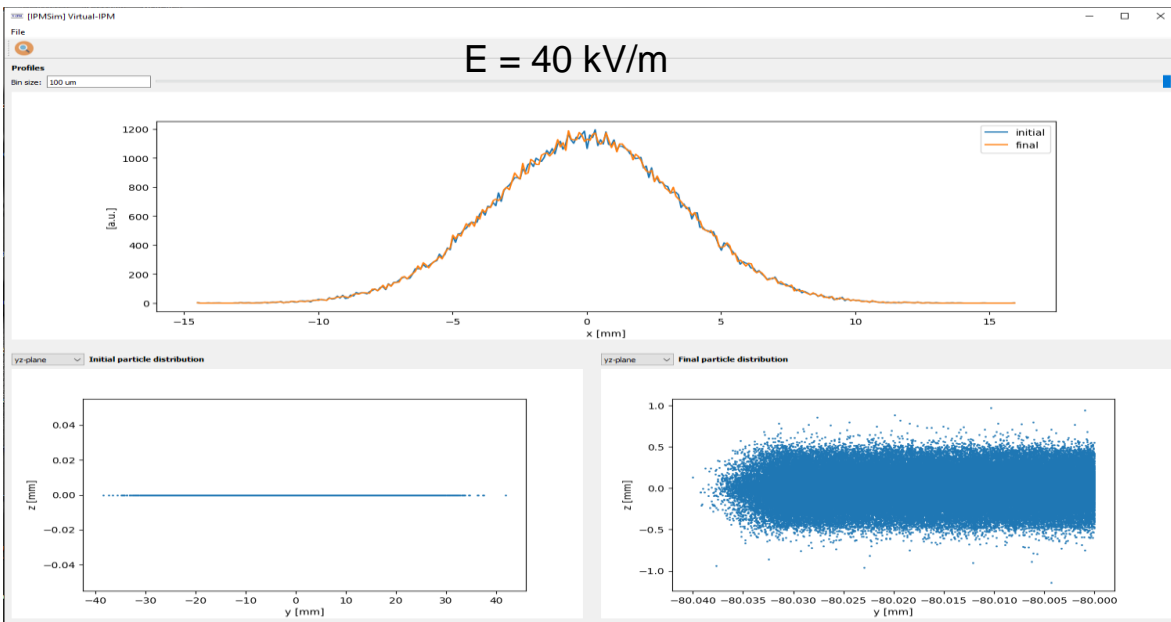 [IPMSim] Virtual-IPM
File
E = 40 kV/m
Profiles
Bin size: 100 um
1200
1000
800
600
400
200
0
[a.u.]
initial
final
−15 −10 −5 0 5 10 15
x [mm]
yz-plane Initial particle distribution
yz-plane Final particle distribution
0.04
0.02
0.00
−0.02
−0.04
z [mm]
−40 −30 −20 −10 0 10 20 30 40
y [mm]
1.0
0.5
0.0
−0.5
−1.0
z [mm]
−80.040 −80.035 −80.030 −80.025 −80.020 −80.015 −80.010 −80.005 −80.000
y [mm]